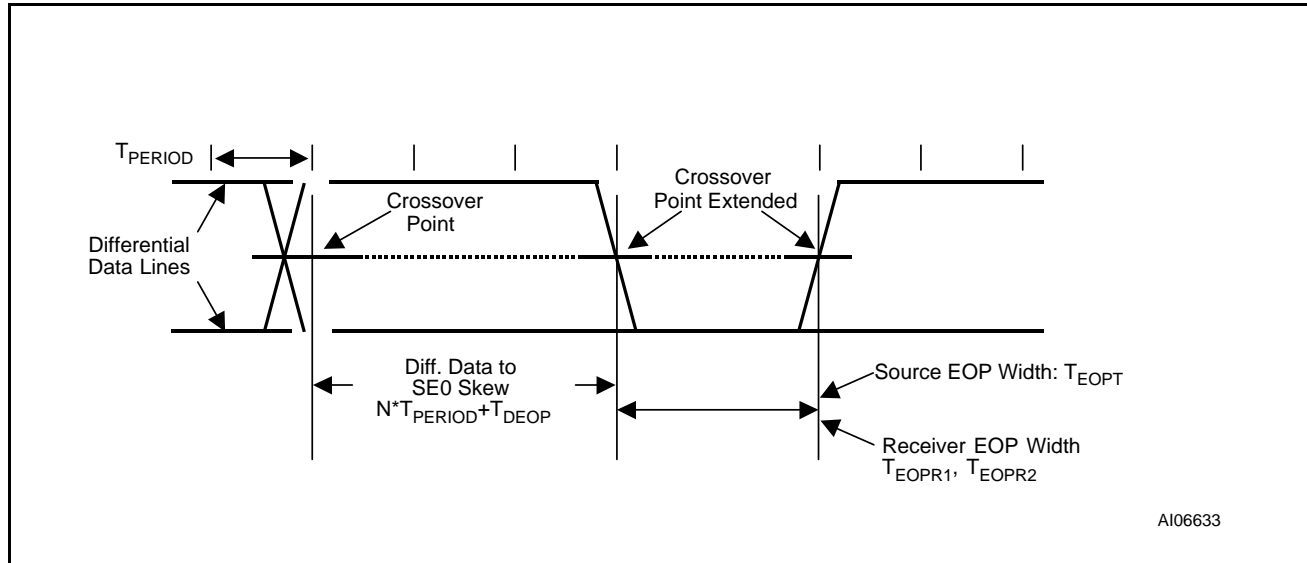 TPERIOD
Crossover
Point
Crossover
Point Extended
Differential
Data Lines
Diff. Data to
SE0 Skew
N*TPERIOD+TDEOP
Source EOP Width: TEOPT
Receiver EOP Width
TEOPR1, TEOPR2
AI06633